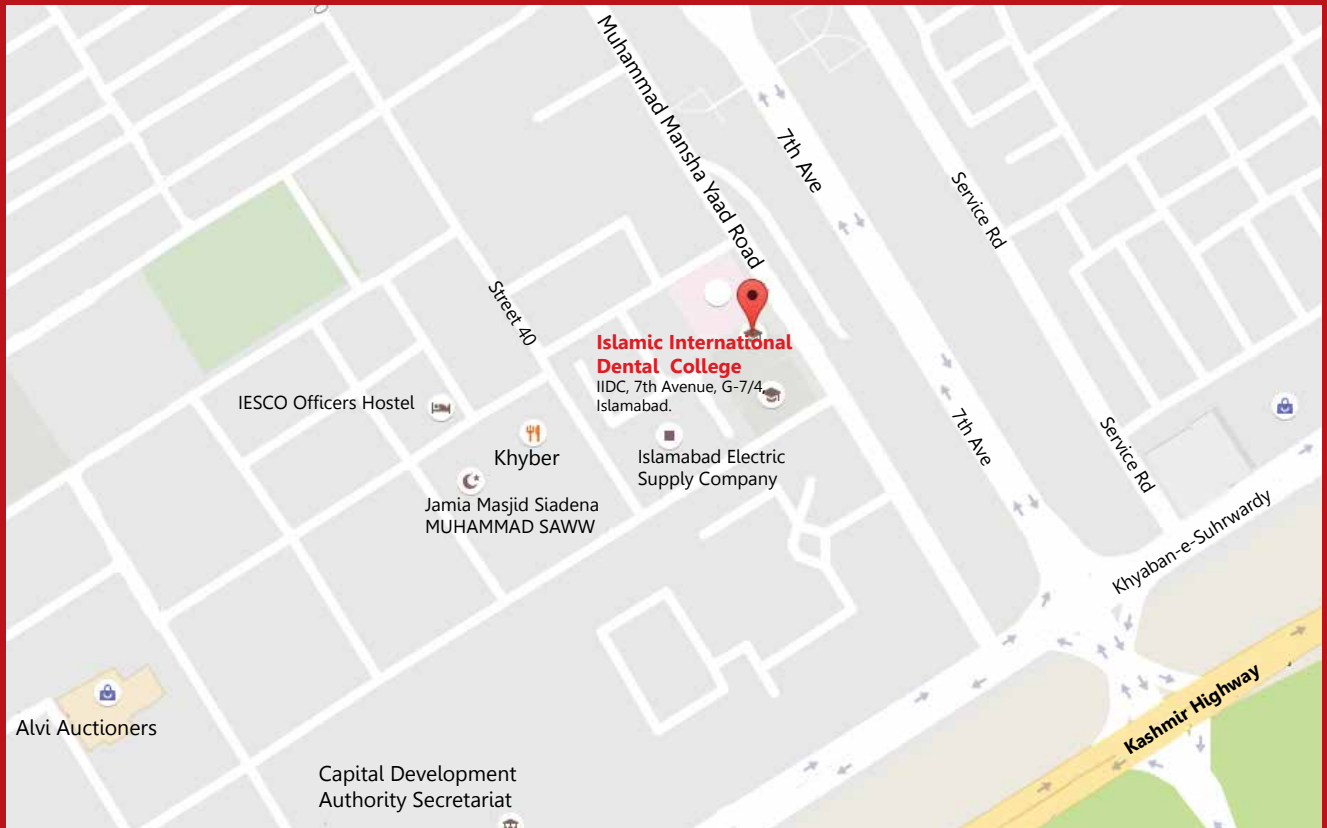 Muhammad Mansha Yaad Road
7th Ave
Service Rd
Street 40
Islamic International
Dental College
IIDC, 7th Avenue, G-7/4,
Islamabad.
IESCO Officers Hostel
Khyber
Islamabad Electric
Supply Company
7th Ave
Service Rd
Jamia Masjid Siadena
MUHAMMAD SAWW
Khyaban-e-Suhrwardy
Kashmir Highway
Alvi Auctioners
Capital Development
Authority Secretariat